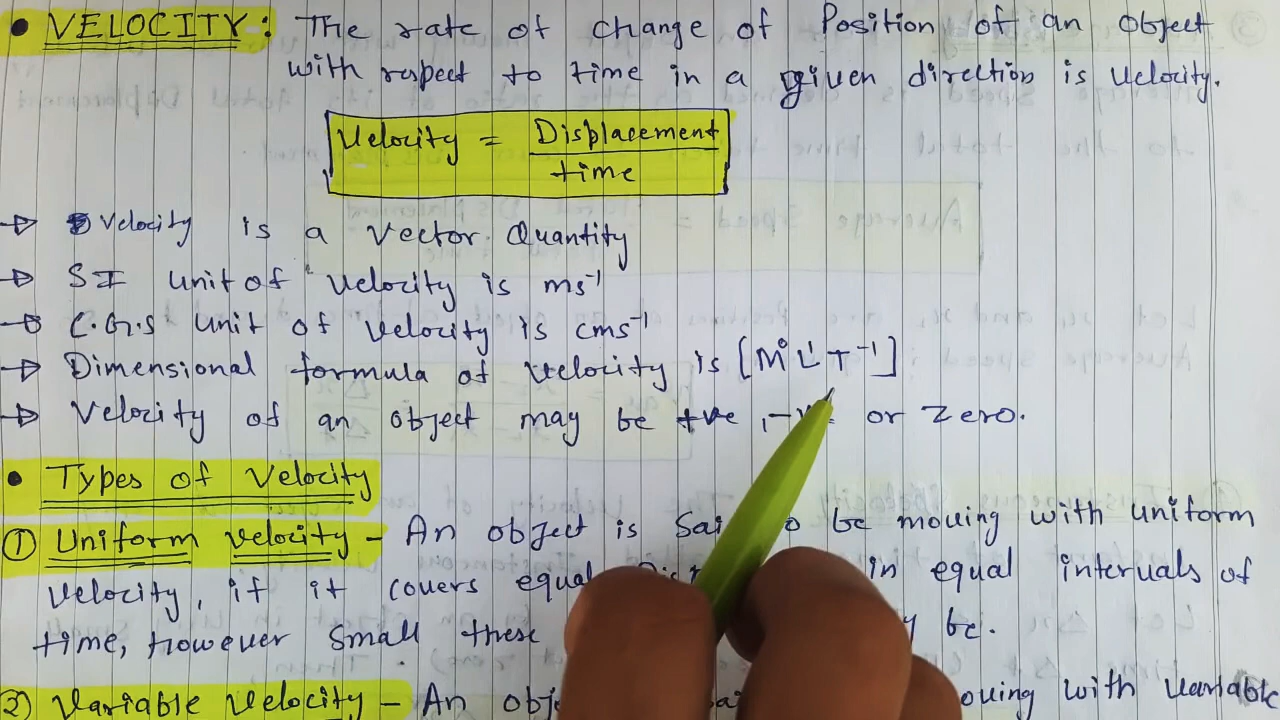 • VELOCITY: The rate of change of Position of an object
with respect to time in a given direction is Velocity.
Velocity = Displacement / time
→ Velocity is a vector Quantity
→ SI unit of velocity is ms⁻¹
→ C.G.S unit of velocity is cms⁻¹
→ Dimensional formula of velocity is [M⁰L¹T⁻¹]
→ Velocity of an object may be +ve, or Zero.
• Types of Velocity
① Uniform velocity - An object is be moving with uniform
velocity, if it covers equal in equal intervals of
time, however small these be.
2) Variable Velocity - An with variable